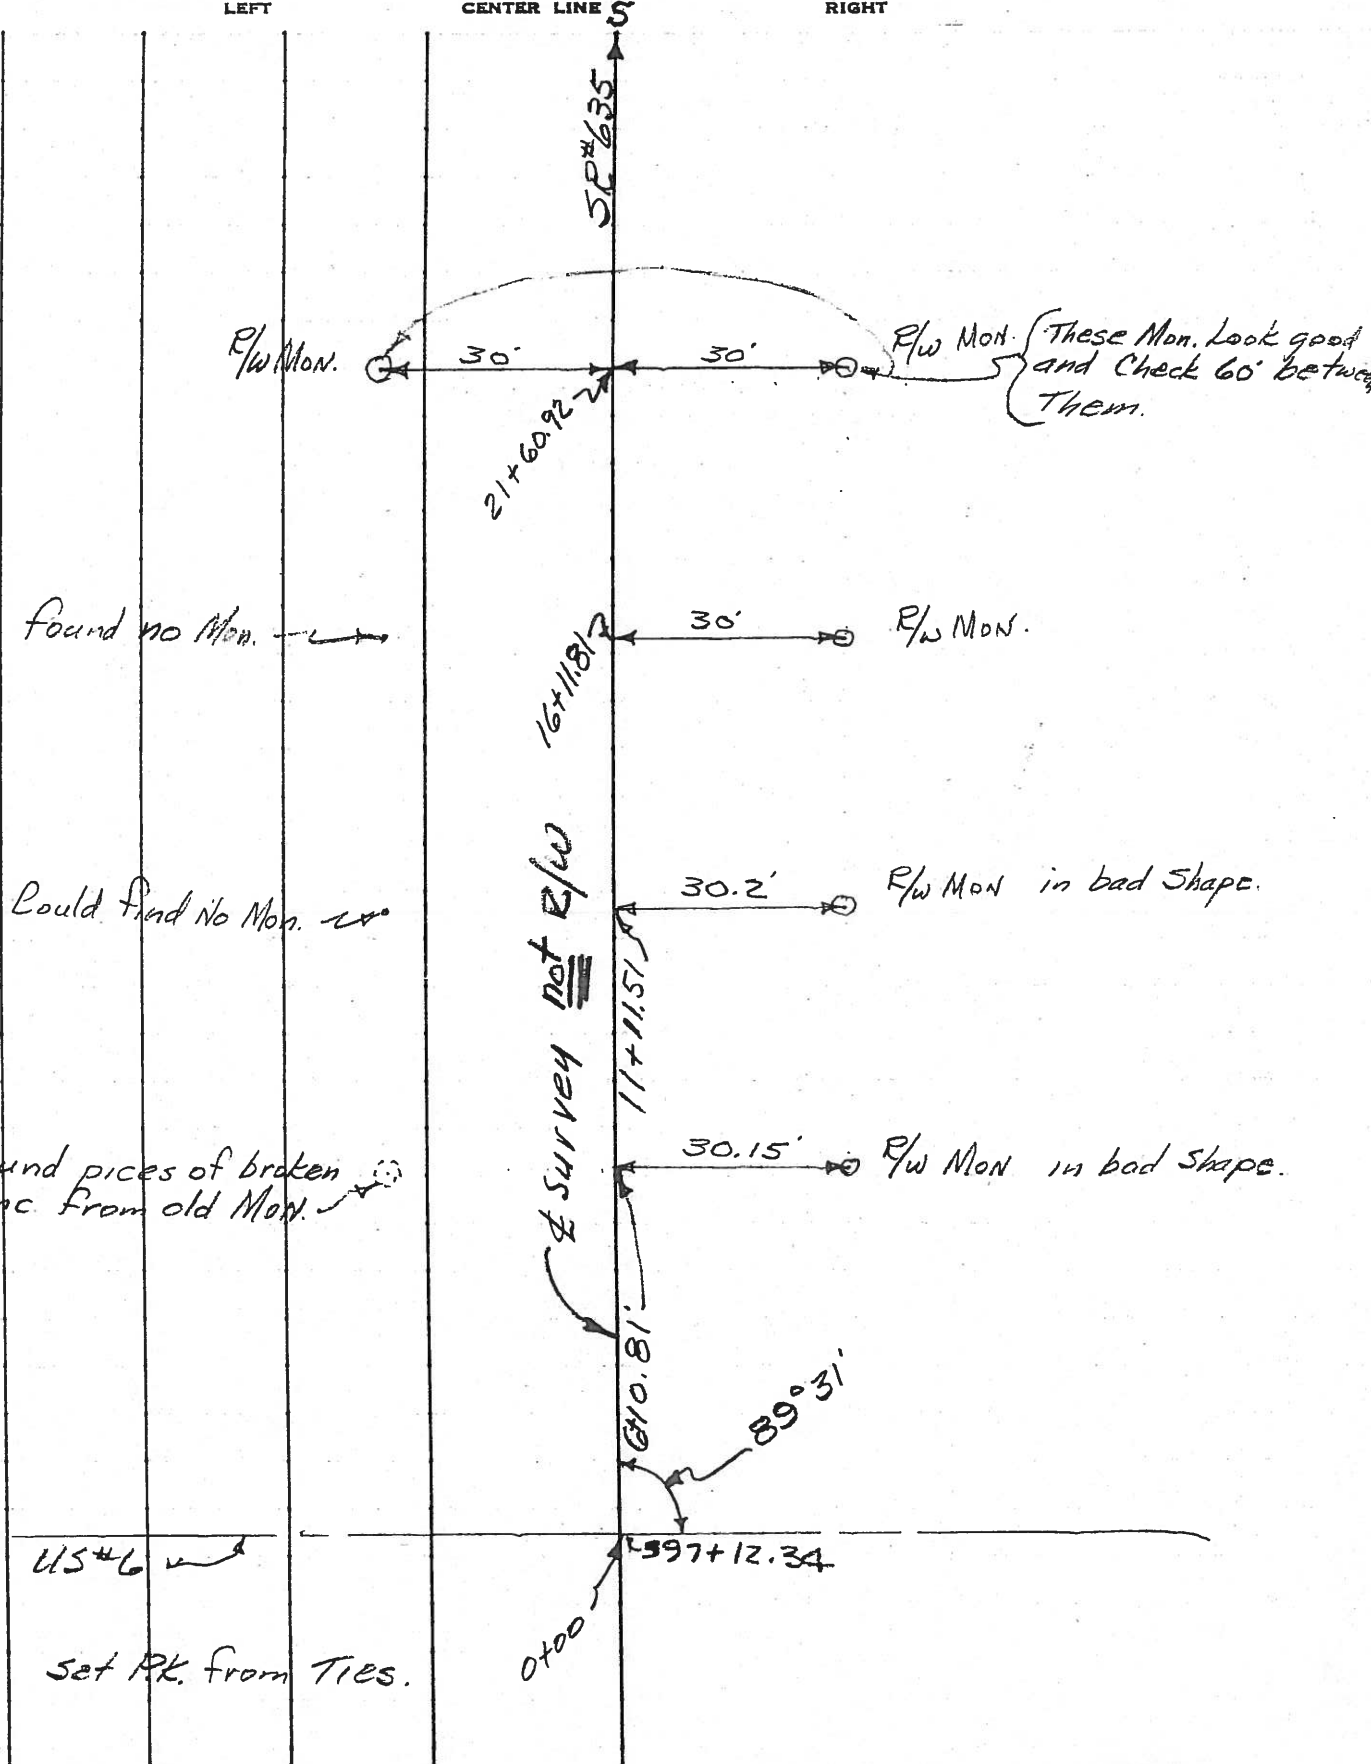 LEFT CENTER LINE RIGHT
S
SR#635
R/W MON. 30' 30' R/W MON. These Mon. Look good
and Check 60' between
Them.
21+60.92
found no Mon. 30' R/W MON.
16+11.81
Could find No Mon. 30.2' R/W MON in bad Shape.
℄ Survey not R/W
11+11.51
und pices of broken 30.15' R/W MON in bad Shape.
nc. from old MON.
6+10.81'
89°31'
US#6 397+12.34
0+00
Set P.K. from Ties.